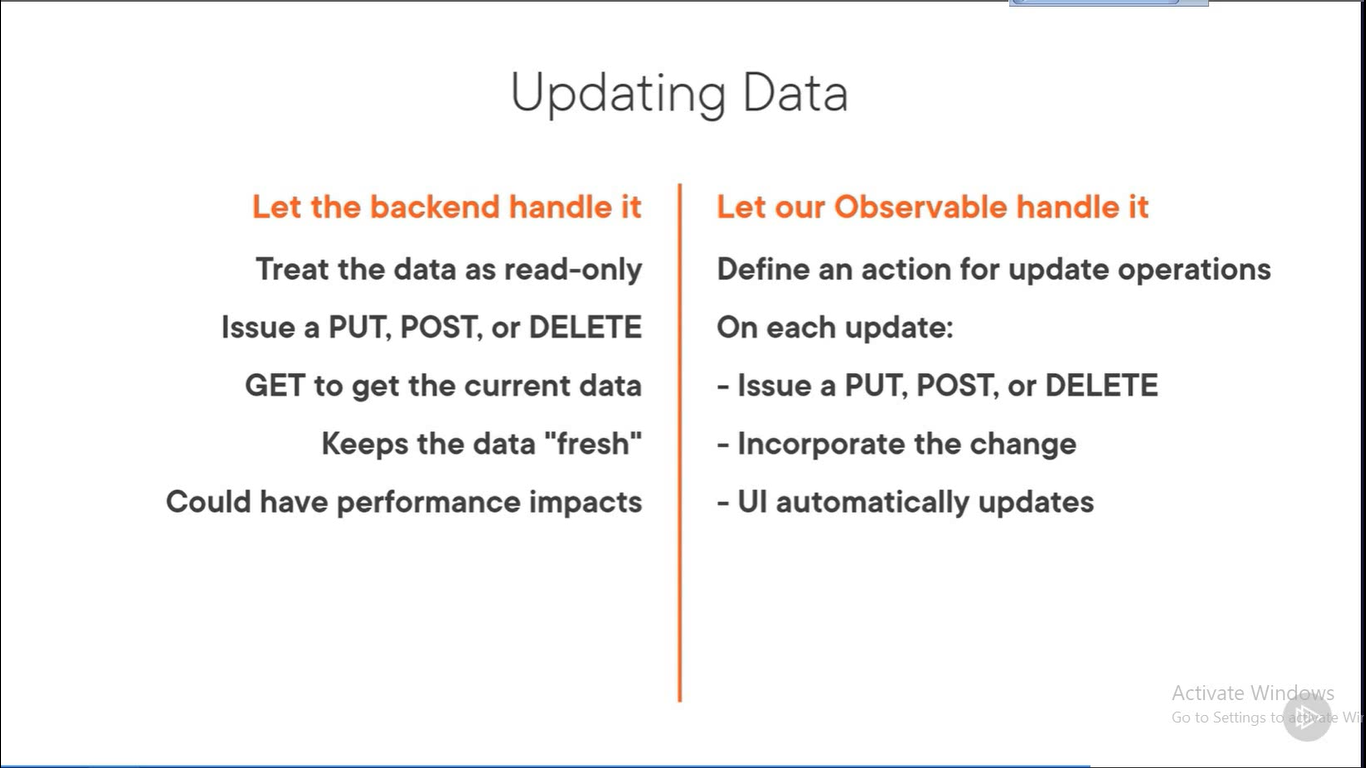 Updating Data
Let the backend handle it
Treat the data as read-only
Issue a PUT, POST, or DELETE
GET to get the current data
Keeps the data "fresh"
Could have performance impacts
Let our Observable handle it
Define an action for update operations
On each update:
- Issue a PUT, POST, or DELETE
- Incorporate the change
- UI automatically updates
Activate Windows
Go to Settings to activate Wi